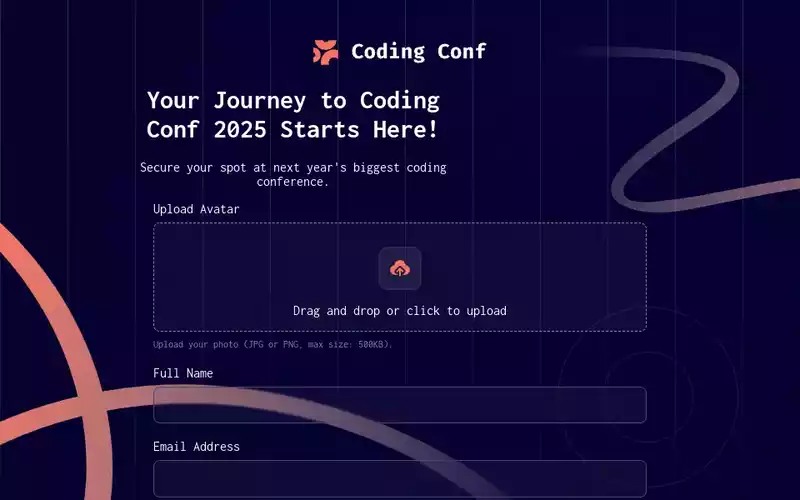 Coding Conf
Your Journey to Coding
Conf 2025 Starts Here!
Secure your spot at next year's biggest coding
conference.
Upload Avatar
Drag and drop or click to upload
Upload your photo (JPG or PNG, max size: 500KB).
Full Name
Email Address